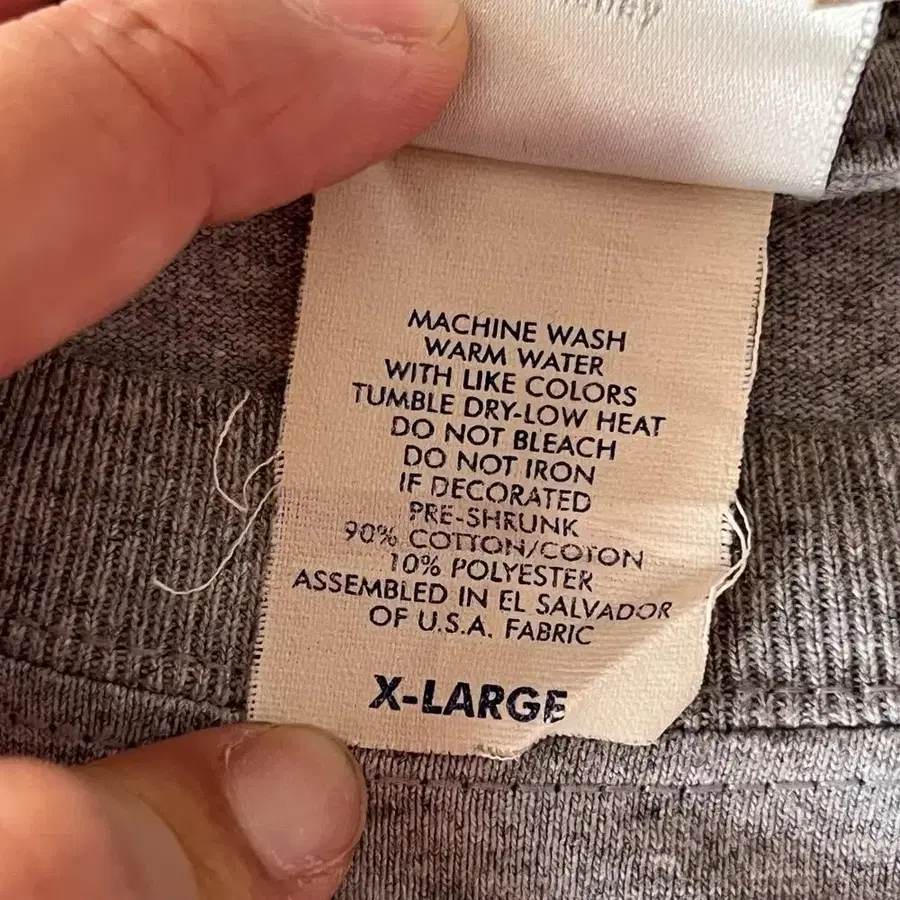 MACHINE WASH
WARM WATER
WITH LIKE COLORS
TUMBLE DRY-LOW HEAT
DO NOT BLEACH
DO NOT IRON
IF DECORATED
PRE-SHRUNK
90% COTTON/COTON
10% POLYESTER
ASSEMBLED IN EL SALVADOR
OF U.S.A. FABRIC
X-LARGE